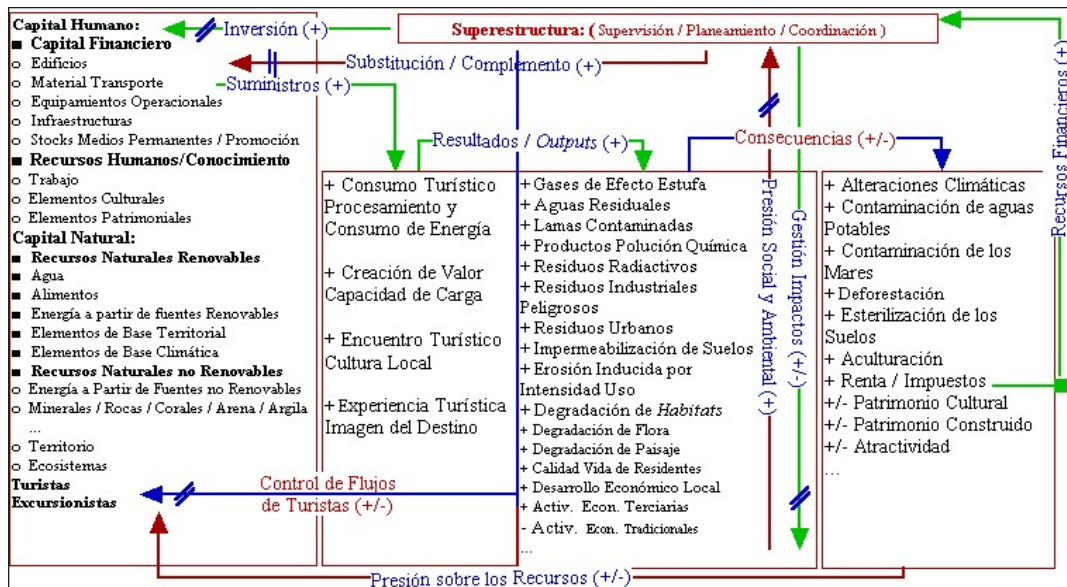 Capital Humano:
■ Capital Financiero
o Edificios
o Material Transporte
o Equipamientos Operacionales
o Infraestructuras
o Stocks Medios Permanentes / Promoción
■ Recursos Humanos/Conocimiento
o Trabajo
o Elementos Culturales
o Elementos Patrimoniales
Capital Natural:
■ Recursos Naturales Renovables
■ Agua
■ Alimentos
■ Energía a partir de fuentes Renovables
■ Elementos de Base Territorial
■ Elementos de Base Climática
■ Recursos Naturales no Renovables
o Energía a Partir de Fuentes no Renovables
o Minerales / Rocas / Corales / Arena / Argila
...
o Territorio
o Ecosistemas
Turistas
Excursionistas
Inversión (+)
Superestructura: ( Supervisión / Planeamiento / Coordinación )
Substitución / Complemento (+)
Suministros (+)
Resultados / Outputs (+)
Consecuencias (+/-)
+ Consumo Turístico
Procesamiento y
Consumo de Energía
+ Creación de Valor
Capacidad de Carga
+ Encuentro Turístico
Cultura Local
+ Experiencia Turística
Imagen del Destino
Control de Flujos
de Turistas (+/-)
+ Gases de Efecto Estufa
+ Aguas Residuales
+ Lamas Contaminadas
+ Productos Polución Química
+ Residuos Radiactivos
+ Residuos Industriales
Peligrosos
+ Residuos Urbanos
+ Impermeabilización de Suelos
+ Erosión Inducida por
Intensidad Uso
+ Degradación de Habitats
+ Degradación de Flora
+ Degradación de Paisaje
+ Calidad Vida de Residentes
+ Desarrollo Económico Local
+ Activ. Econ. Terciarias
- Activ. Econ. Tradicionales
...
Presión Social y Ambiental (+)
Gestión Impactos (+/-)
+ Alteraciones Climáticas
+ Contaminación de aguas
Potables
+ Contaminación de los
Mares
+ Deforestación
+ Esterilización de los
Suelos
+ Aculturación
+ Renta / Impuestos
+/- Patrimonio Cultural
+/- Patrimonio Construido
+/- Atractividad
...
Recursos Financieros (+)
Presión sobre los Recursos (+/-)